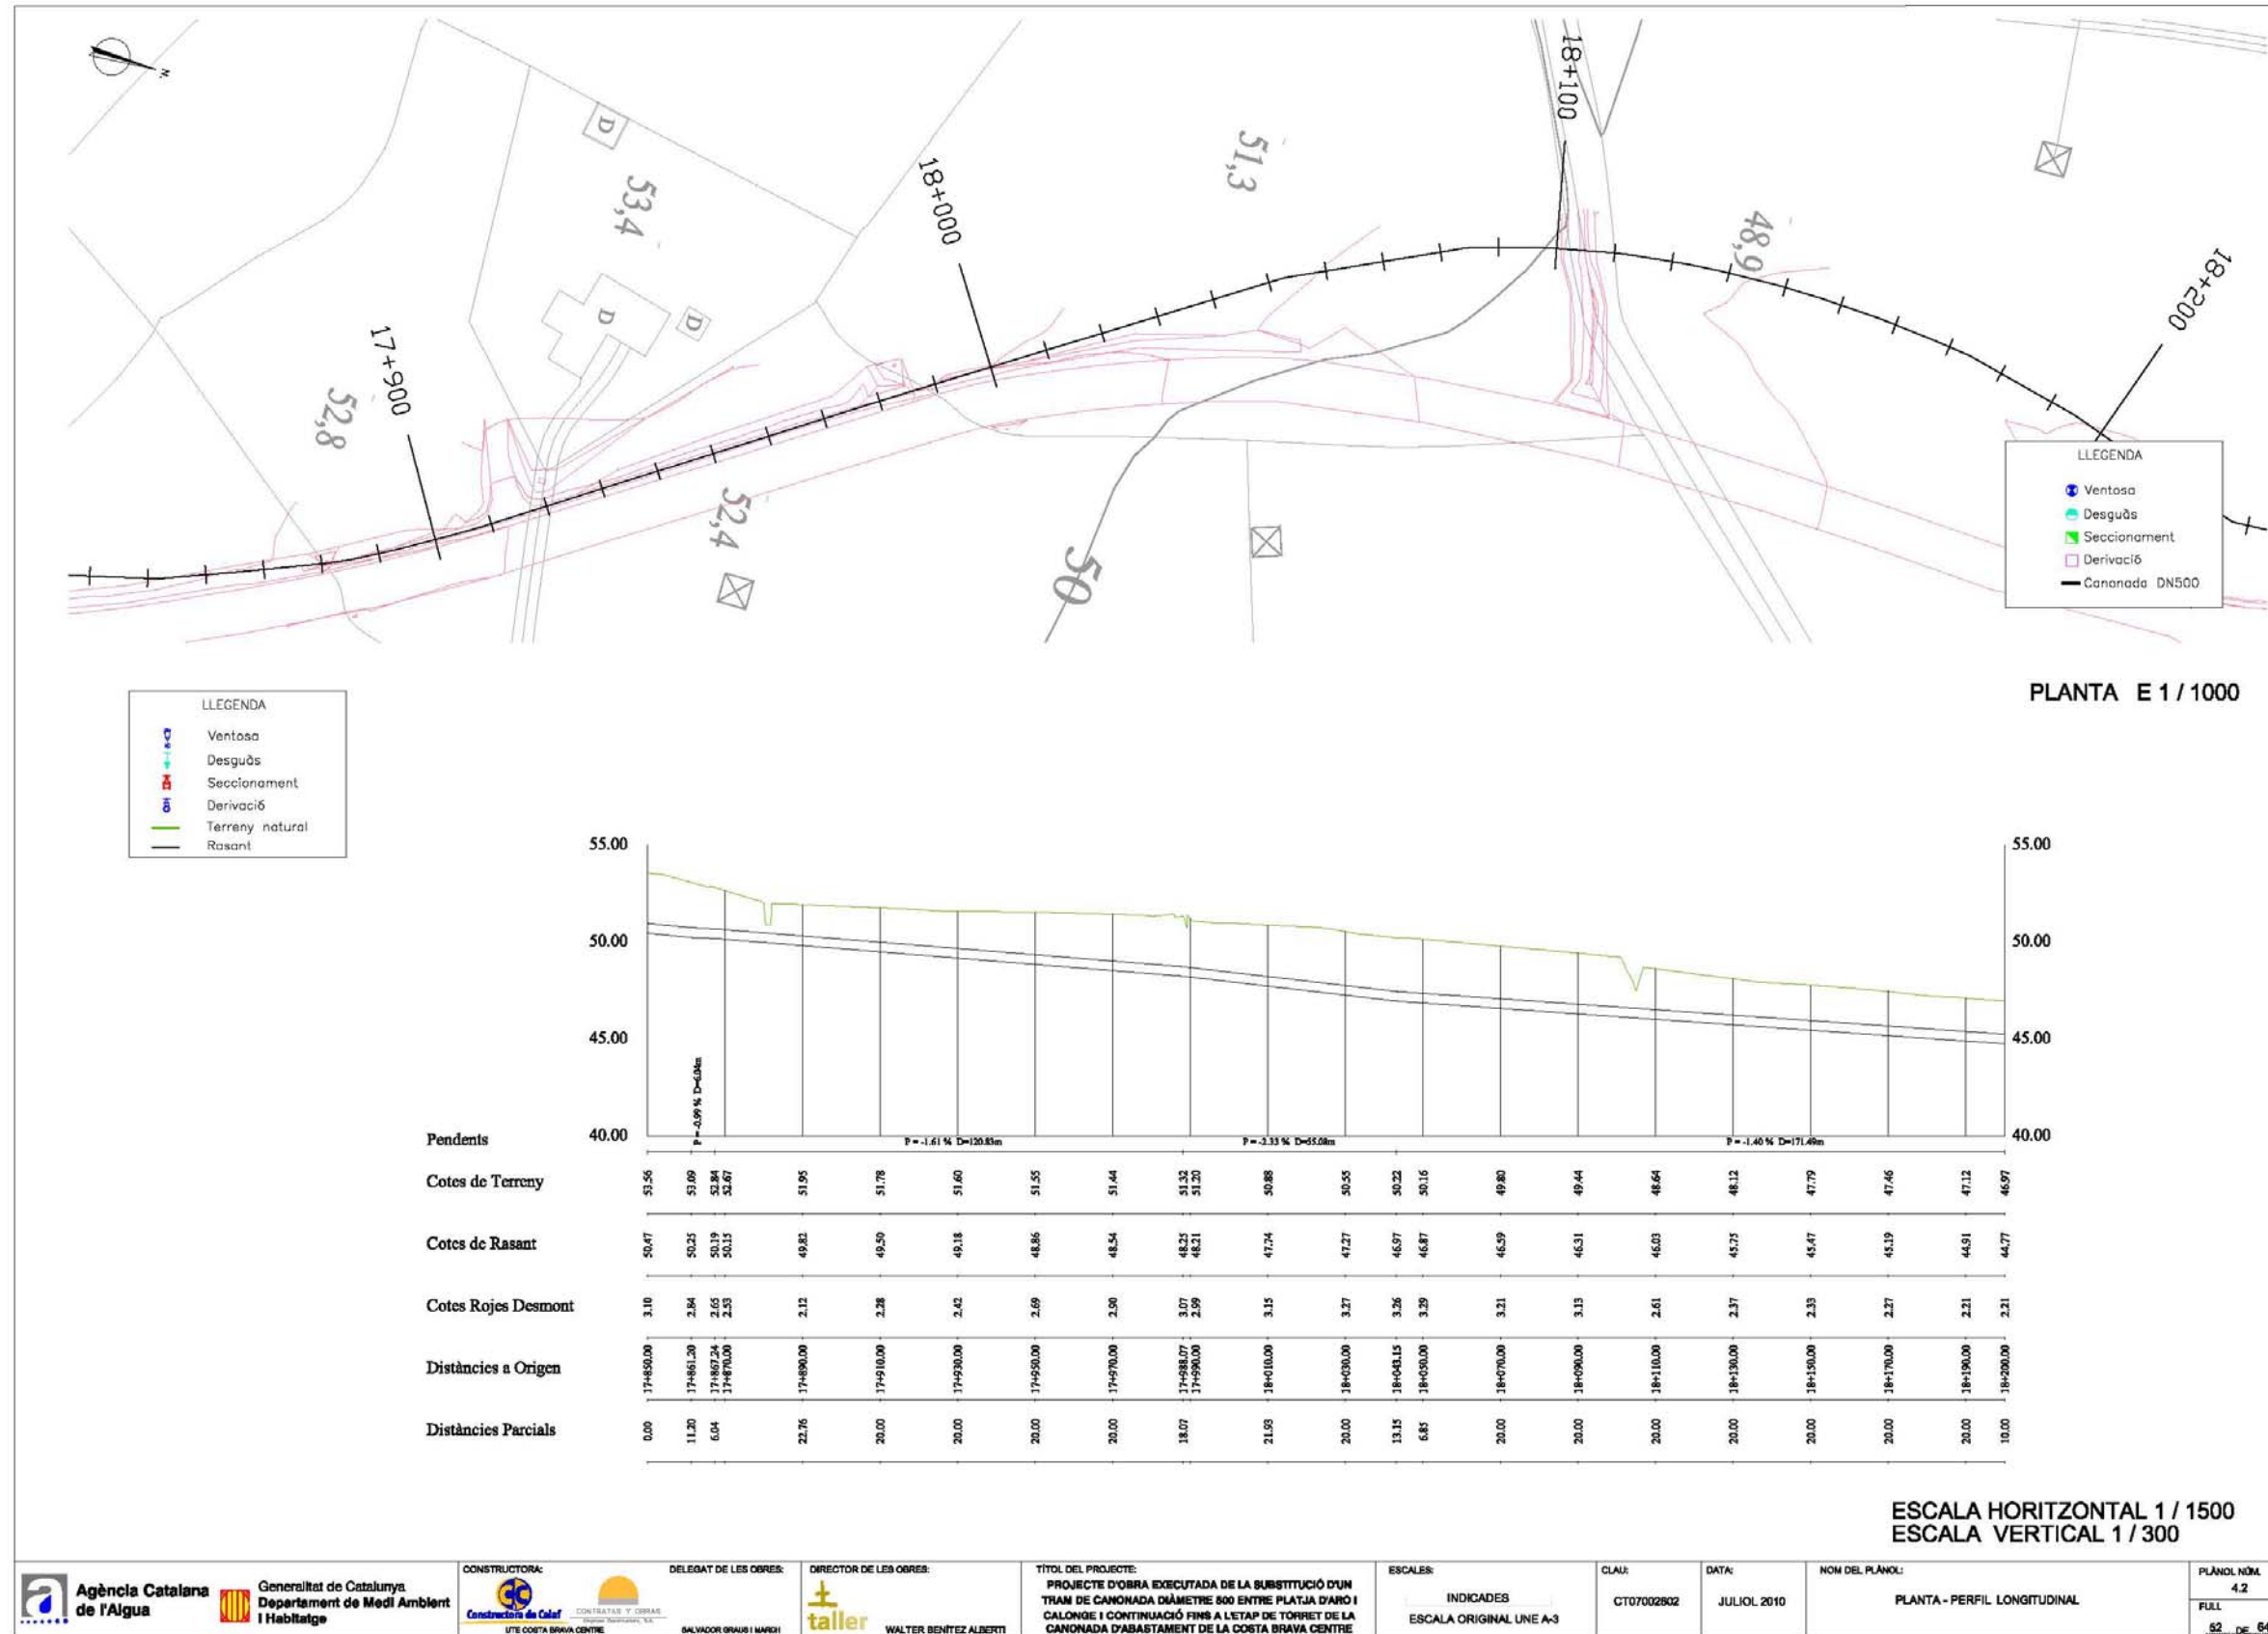 N.
18+100
D
53,4
51,3
18+000
48,9
D
D
18+200
17+900
52,8
52,4
50
LLEGENDA
Ventosa
Desguàs
Seccionament
Derivació
Canonada DN500
PLANTA E 1 / 1000
LLEGENDA
Ventosa
Desguàs
Seccionament
Derivació
Terreny natural
Rasant
55.00 55.00
50.00 50.00
45.00 45.00
40.00 40.00
Pendents
P = -0.99 % D=6.04m
P = -1.61 % D=120.83m
P = -2.33 % D=55.08m
P = -1.40 % D=171.49m
Cotes de Terreny 53.56 53.09 52.84 52.67 51.95 51.78 51.60 51.55 51.44 51.32 51.20 50.88 50.55 50.22 50.16 49.80 49.44 48.64 48.12 47.79 47.46 47.12 46.97
Cotes de Rasant 50.47 50.25 50.19 50.15 49.82 49.50 49.18 48.86 48.54 48.25 48.21 47.74 47.27 46.97 46.87 46.59 46.31 46.03 45.75 45.47 45.19 44.91 44.77
Cotes Rojes Desmont 3.10 2.84 2.65 2.53 2.12 2.28 2.42 2.69 2.90 3.07 2.99 3.15 3.27 3.26 3.29 3.21 3.13 2.61 2.37 2.33 2.27 2.21 2.21
Distàncies a Origen 17+850.00 17+861.20 17+867.24 17+870.00 17+890.00 17+910.00 17+930.00 17+950.00 17+970.00 17+988.07 17+990.00 18+010.00 18+030.00 18+043.15 18+050.00 18+070.00 18+090.00 18+110.00 18+130.00 18+150.00 18+170.00 18+190.00 18+200.00
Distàncies Parcials 0.00 11.20 6.04 22.76 20.00 20.00 20.00 20.00 18.07 21.93 20.00 13.15 6.85 20.00 20.00 20.00 20.00 20.00 20.00 20.00 10.00
ESCALA HORITZONTAL 1 / 1500
ESCALA VERTICAL 1 / 300
Agència Catalana
de l'Aigua
Generalitat de Catalunya
Departament de Medi Ambient
i Habitatge
CONSTRUCTORA:
Constructora de Calaf
CONTRATAS Y OBRAS
UTE COSTA BRAVA CENTRE
DELEGAT DE LES OBRES:
SALVADOR GRAUS I MARCH
DIRECTOR DE LES OBRES:
taller
WALTER BENÍTEZ ALBERTI
TÍTOL DEL PROJECTE:
PROJECTE D'OBRA EXECUTADA DE LA SUBSTITUCIÓ D'UN
TRAM DE CANONADA DIÀMETRE 500 ENTRE PLATJA D'ARO I
CALONGE I CONTINUACIÓ FINS A L'ETAP DE TORRET DE LA
CANONADA D'ABASTAMENT DE LA COSTA BRAVA CENTRE
ESCALES:
INDICADES
ESCALA ORIGINAL UNE A-3
CLAU:
CT07002602
DATA:
JULIOL 2010
NOM DEL PLÀNOL:
PLANTA - PERFIL LONGITUDINAL
PLÀNOL NÚM.
4.2
FULL
52 DE 64